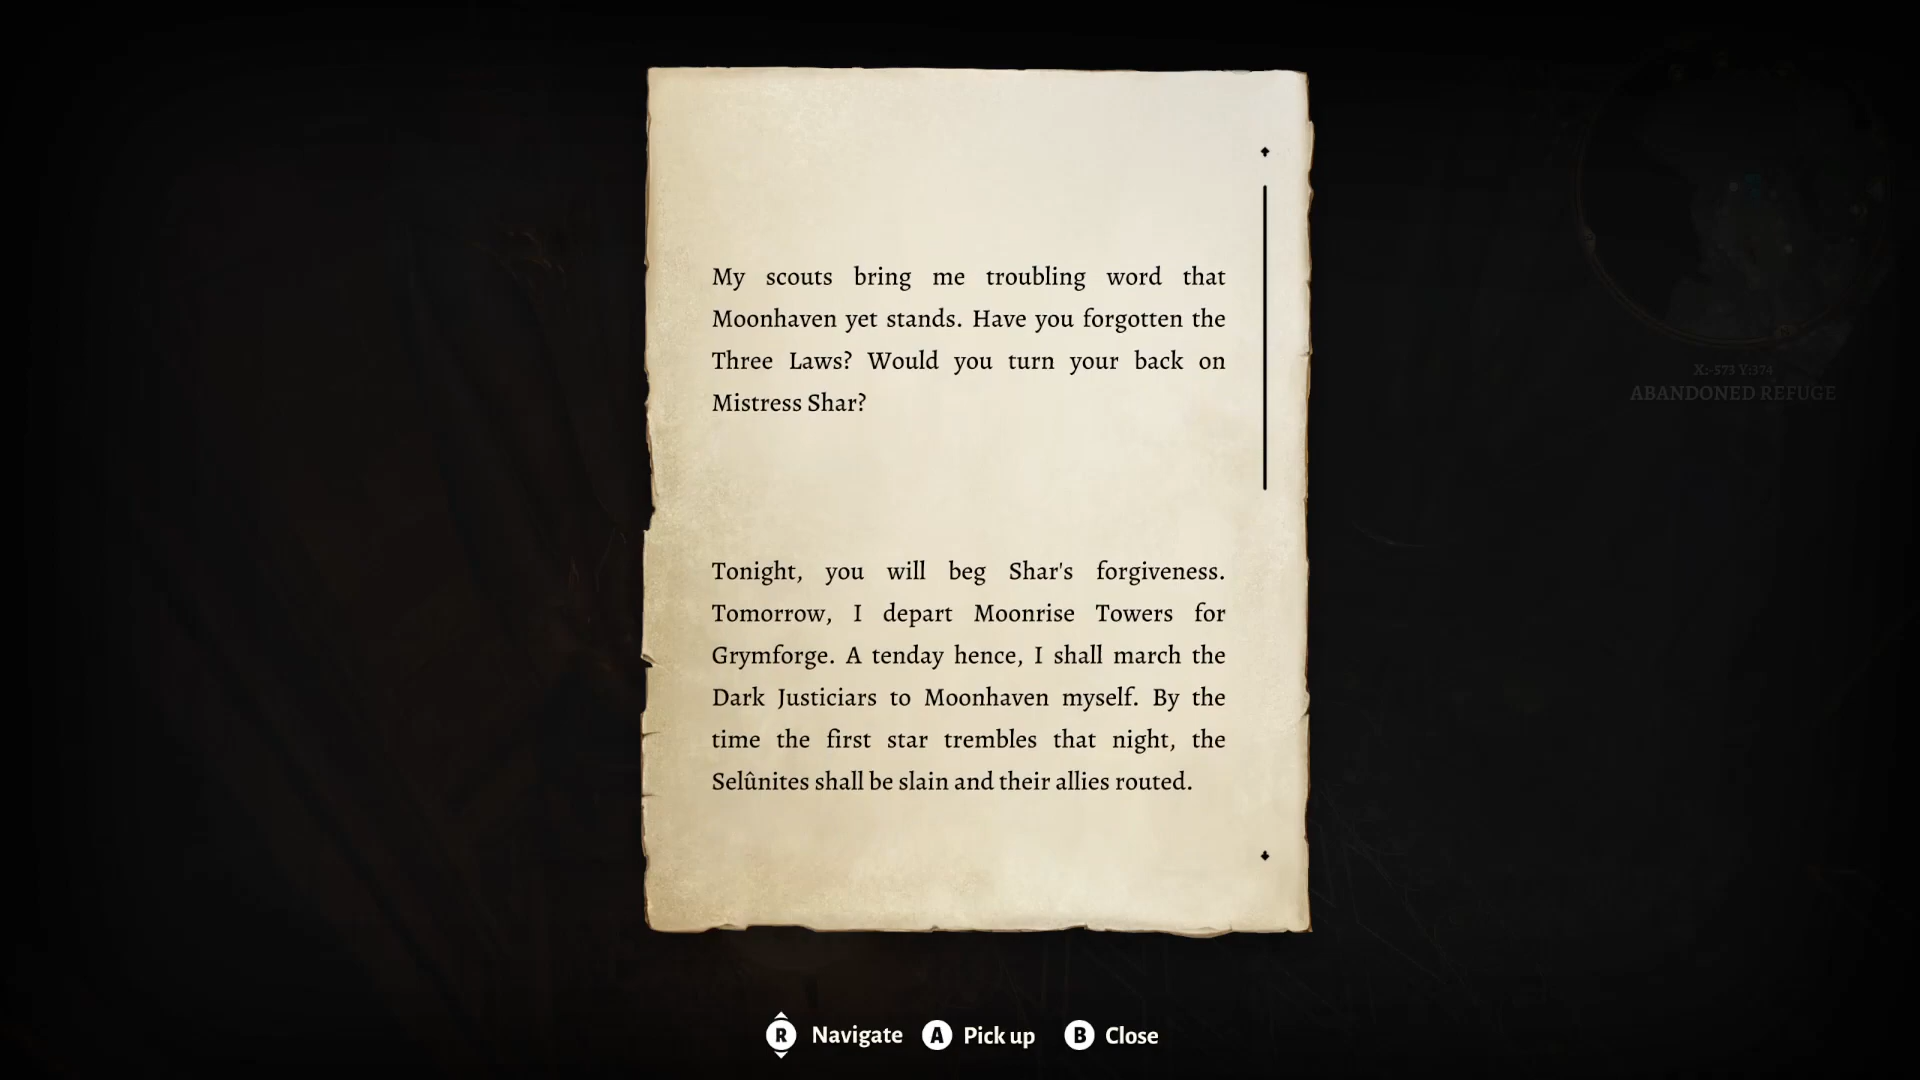 My scouts bring me troubling word that
Moonhaven yet stands. Have you forgotten the
Three Laws? Would you turn your back on
Mistress Shar?
Tonight, you will beg Shar's forgiveness.
Tomorrow, I depart Moonrise Towers for
Grymforge. A tenday hence, I shall march the
Dark Justiciars to Moonhaven myself. By the
time the first star trembles that night, the
Selûnites shall be slain and their allies routed.
X:-573 Y:374
ABANDONED REFUGE
R Navigate A Pick up B Close